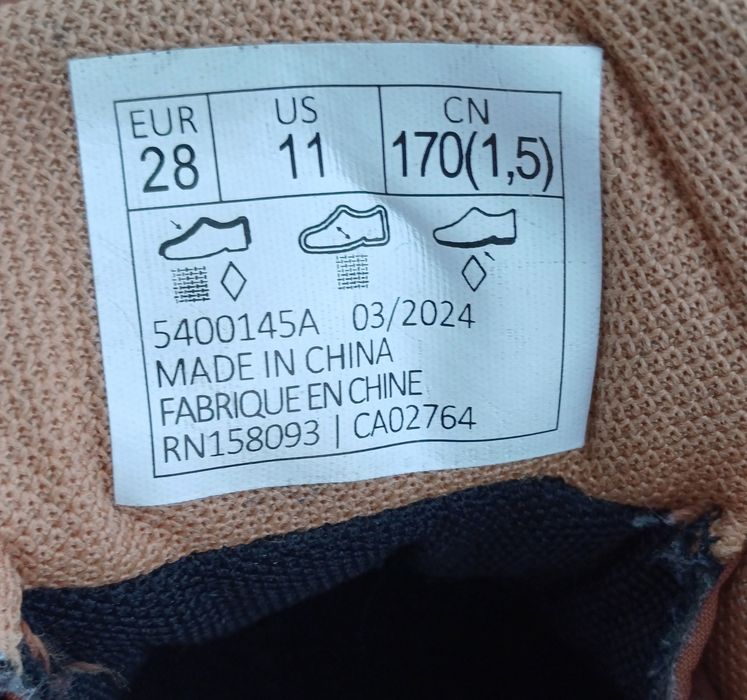 EUR US CN
28 11 170(1,5)
5400145A 03/2024
MADE IN CHINA
FABRIQUE EN CHINE
RN158093 | CA02764